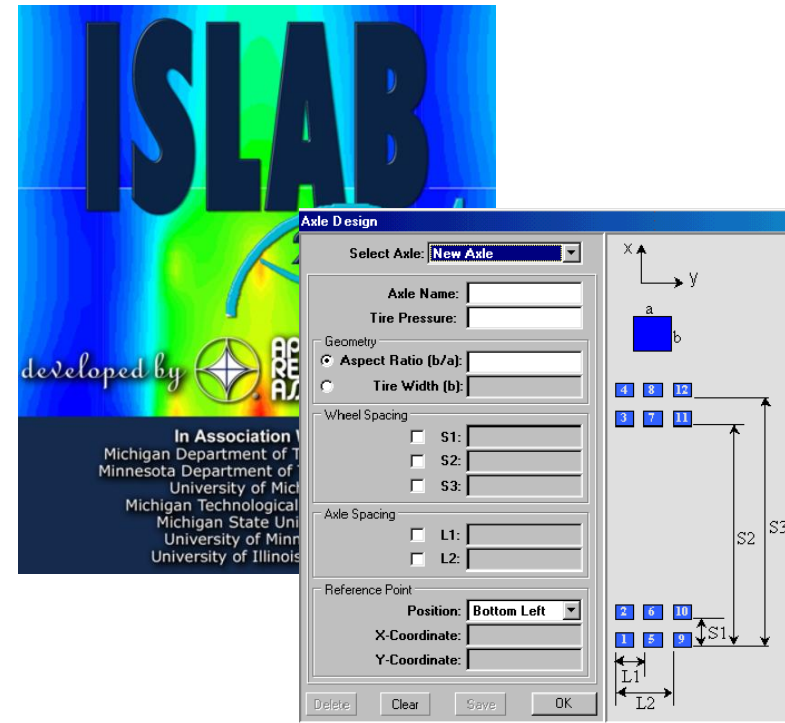 ISLAB
2
developed by
In Association
Michigan Department of
Minnesota Department of
University of
Michigan Technological
Michigan State
University of
University of Illinois
Axle Design
Select Axle: New Axle
Axle Name:
Tire Pressure:
Geometry
Aspect Ratio (b/a):
Tire Width (b):
Wheel Spacing
S1:
S2:
S3:
Axle Spacing
L1:
L2:
Reference Point
Position: Bottom Left
X-Coordinate:
Y-Coordinate:
Delete Clear Save OK
x
y
a
b
4 8 12
3 7 11
S2 S3
2 6 10
S1
1 5 9
L1
L2